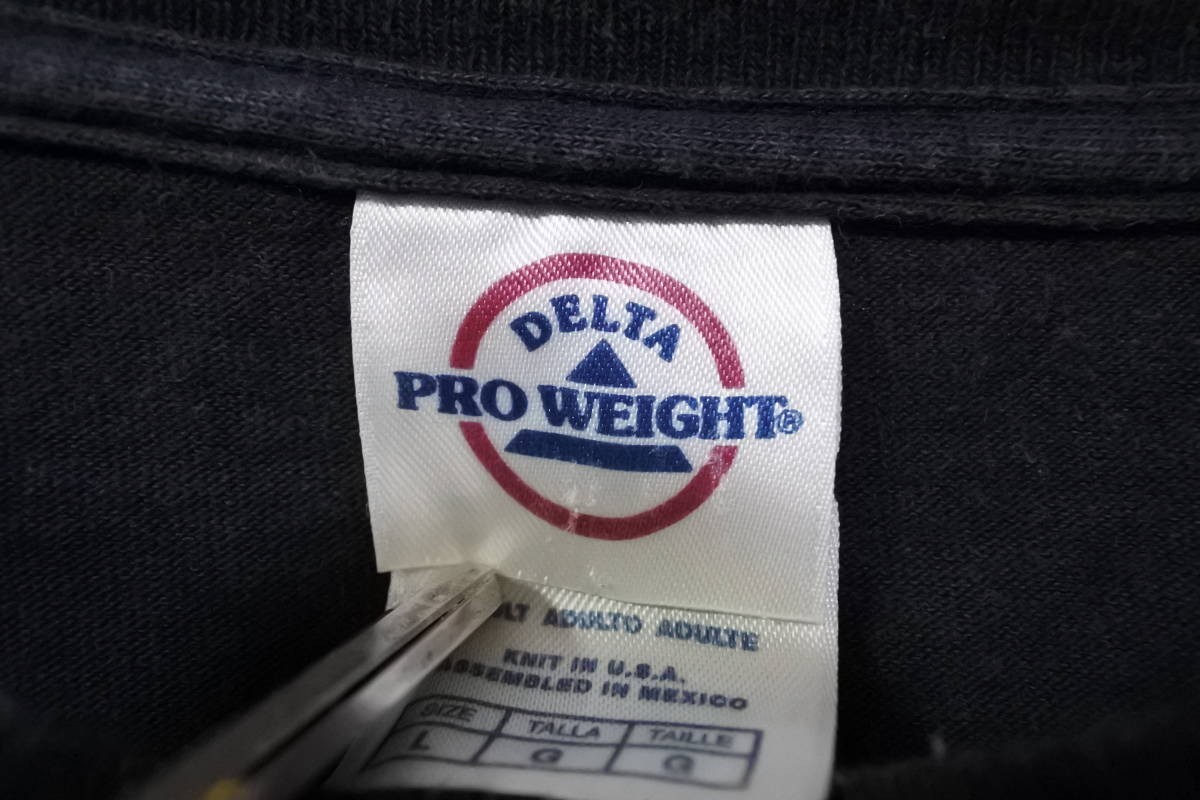 DELTA
PRO WEIGHT®
ADULTO ADULTE
KNIT IN U.S.A.
ASSEMBLED IN MEXICO
SIZE TALLA TAILLE
L G G